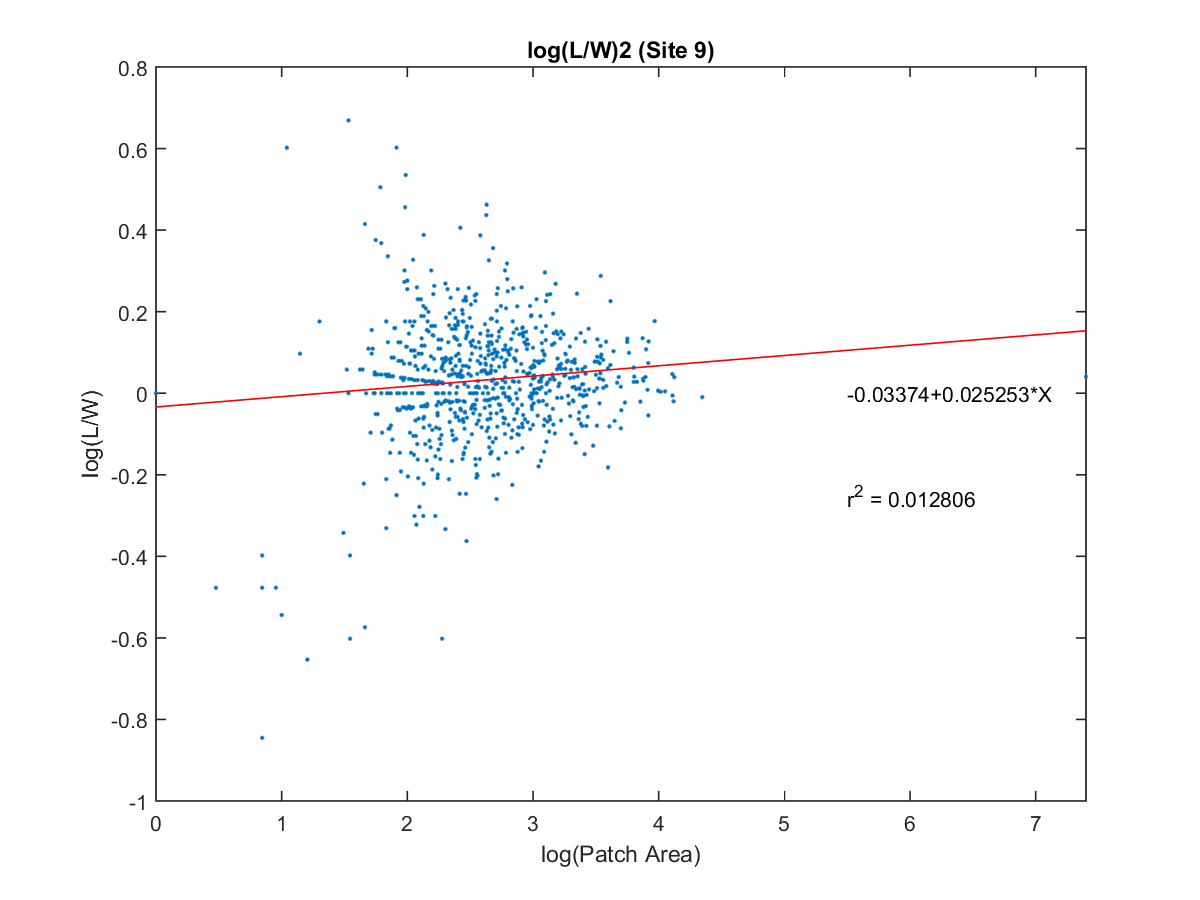 log(L/W)2 (Site 9)
0.8
0.6
0.4
0.2
0
-0.2
-0.4
-0.6
-0.8
-1
log(L/W)
-0.03374+0.025253*X
r² = 0.012806
0 1 2 3 4 5 6 7
log(Patch Area)